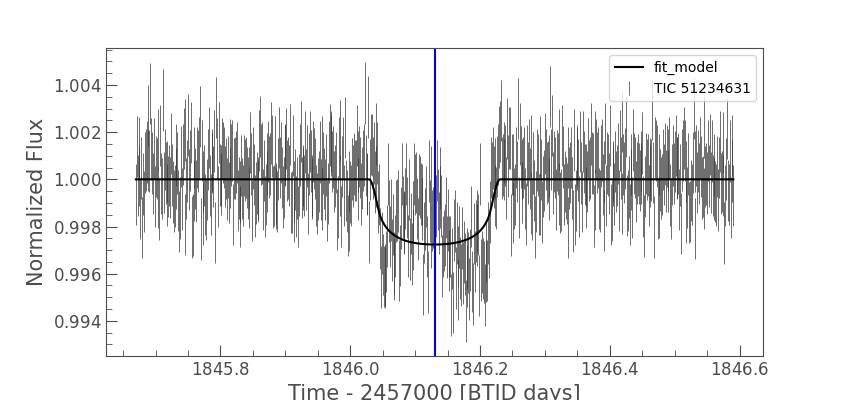 fit_model
TIC 51234631
1.004
1.002
1.000
0.998
0.996
0.994
Normalized Flux
1845.8 1846.0 1846.2 1846.4 1846.6
Time - 2457000 [BTJD days]